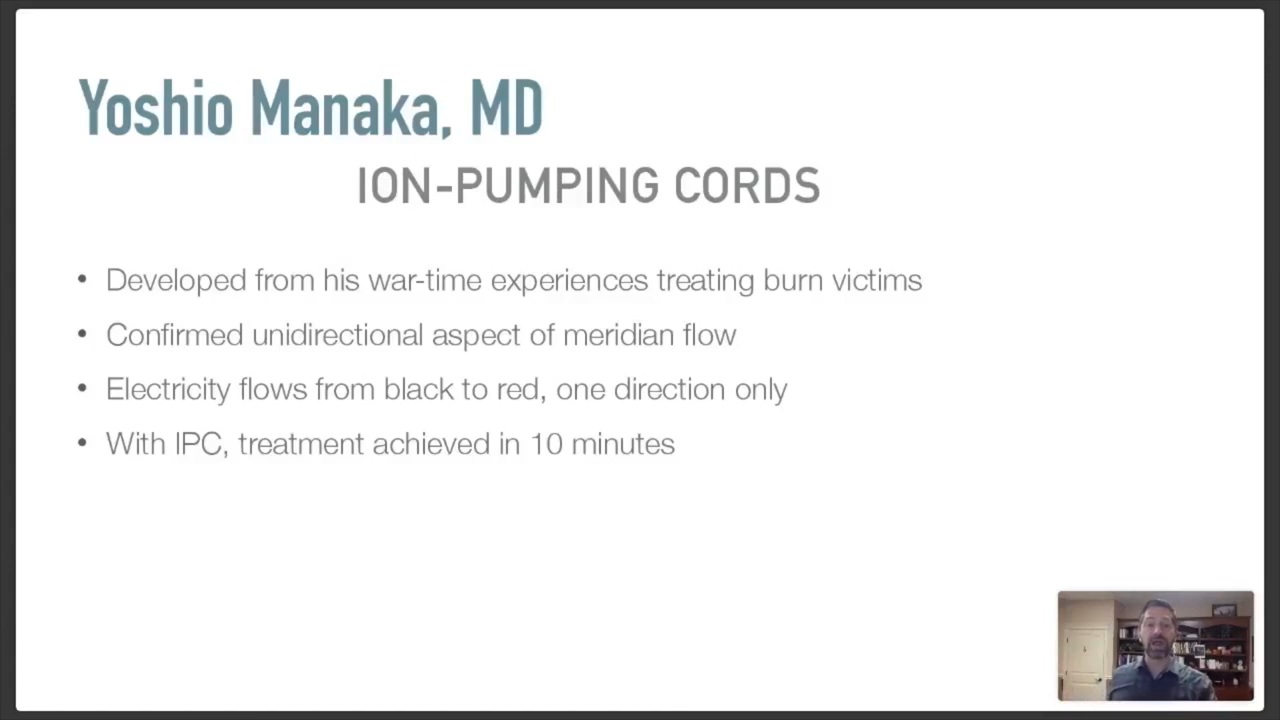 Yoshio Manaka, MD
ION-PUMPING CORDS
• Developed from his war-time experiences treating burn victims
• Confirmed unidirectional aspect of meridian flow
• Electricity flows from black to red, one direction only
• With IPC, treatment achieved in 10 minutes